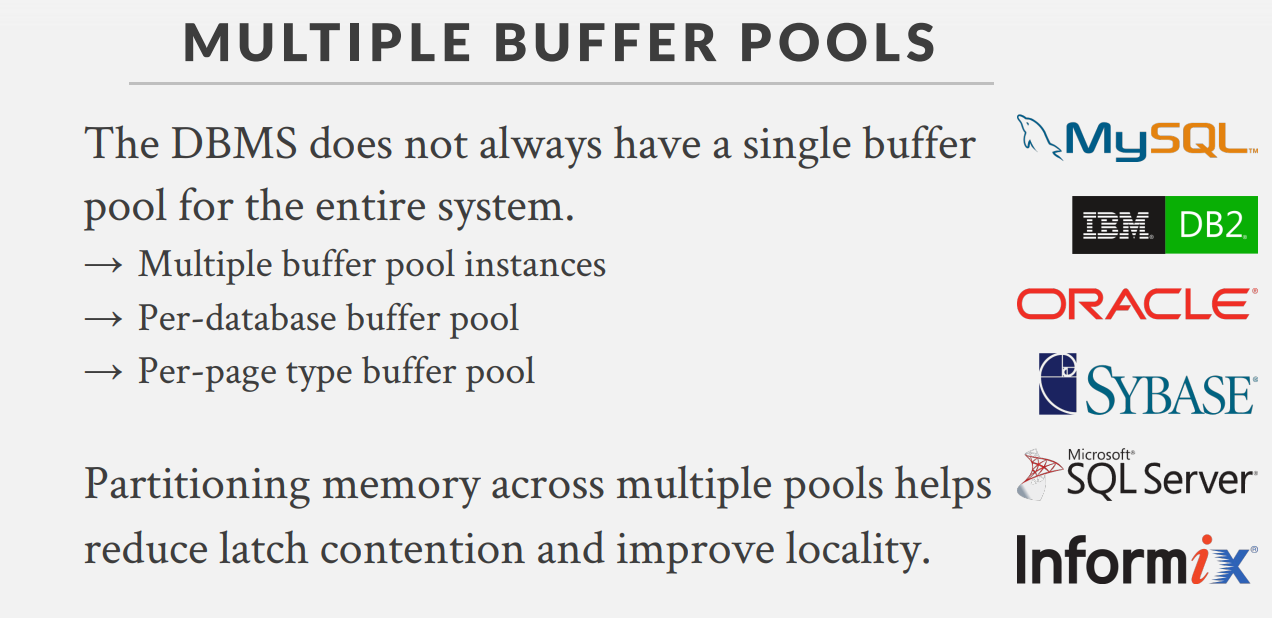 MULTIPLE BUFFER POOLS
The DBMS does not always have a single buffer
pool for the entire system.
→ Multiple buffer pool instances
→ Per-database buffer pool
→ Per-page type buffer pool
Partitioning memory across multiple pools helps
reduce latch contention and improve locality.
MySQL™
IBM® DB2®
ORACLE®
SYBASE®
Microsoft®
SQL Server®
Informix®